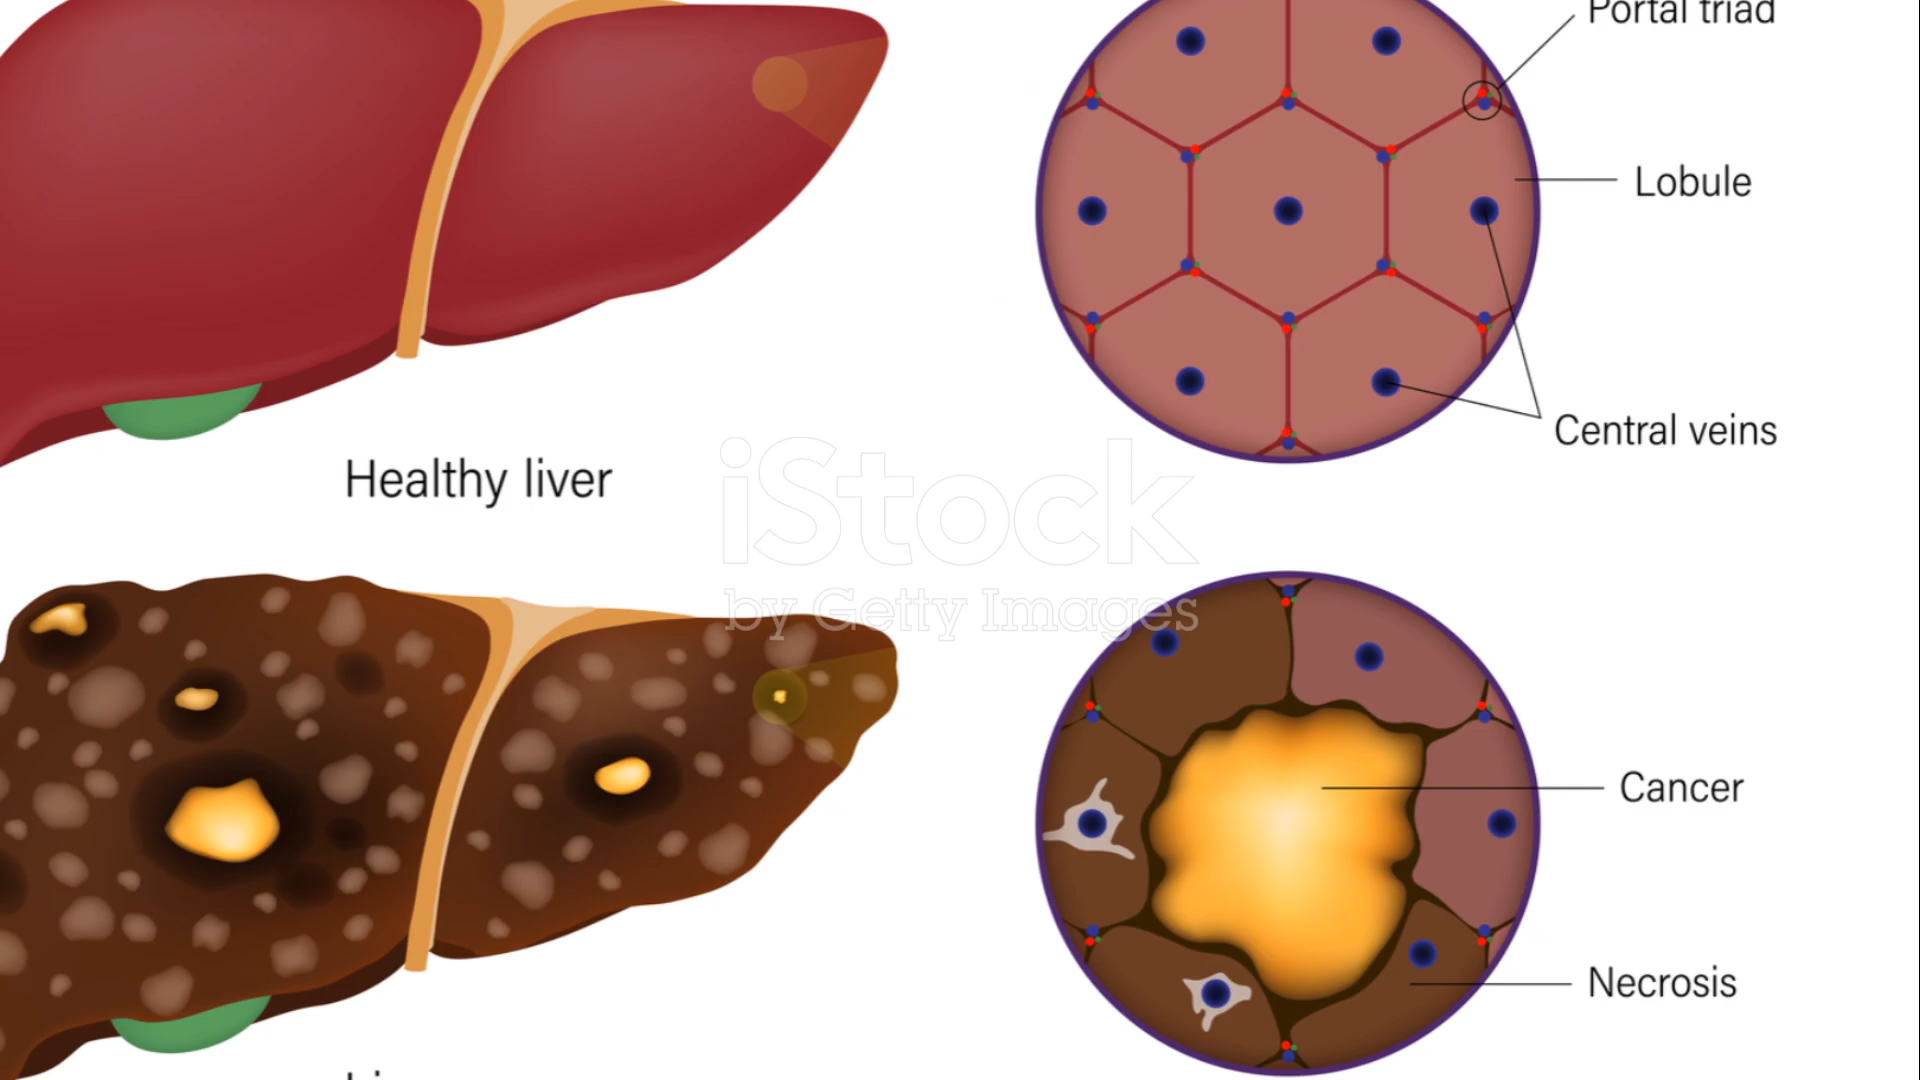 Portal triad
Lobule
Central veins
Healthy liver
iStock
by Getty Images
Cancer
Necrosis